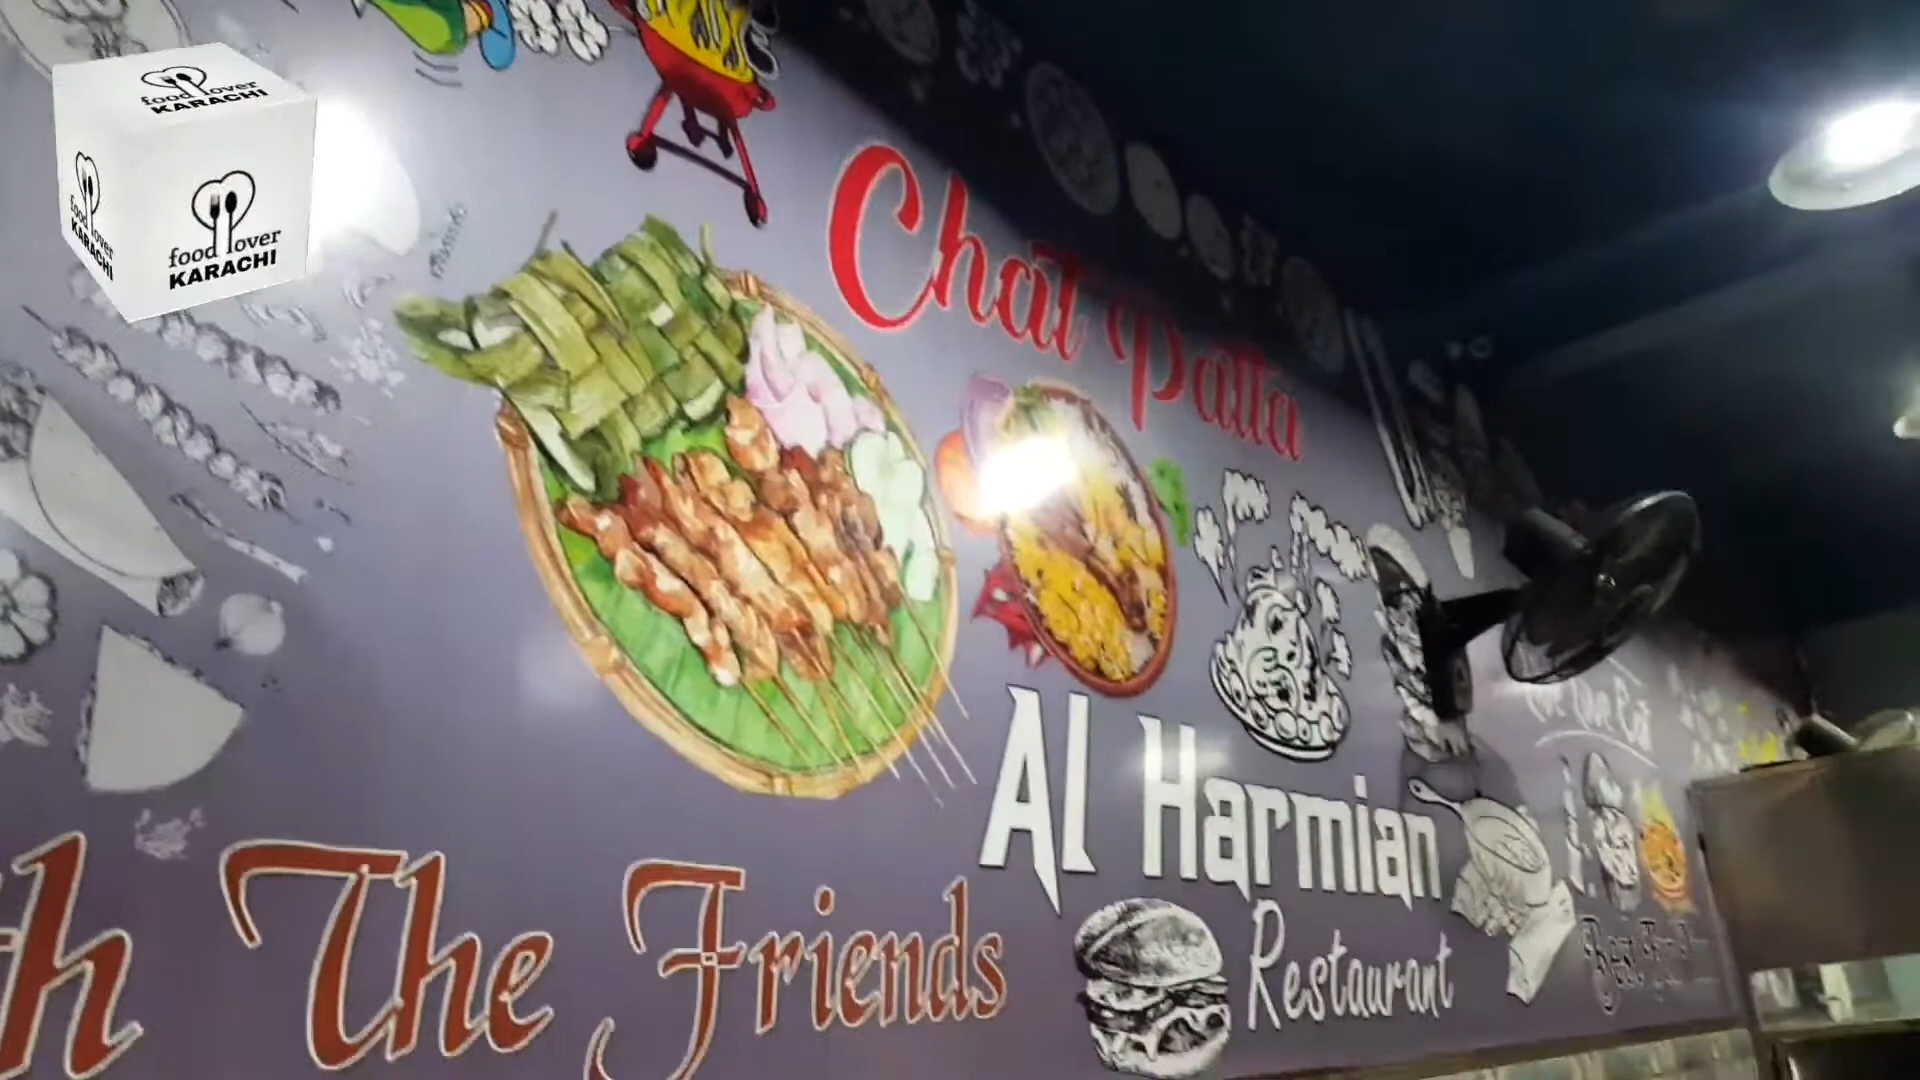 food lover
KARACHI
food lover
KARACHI
food lover
KARACHI
Chat Patta
Al Harmian
Restaurant
The Friends